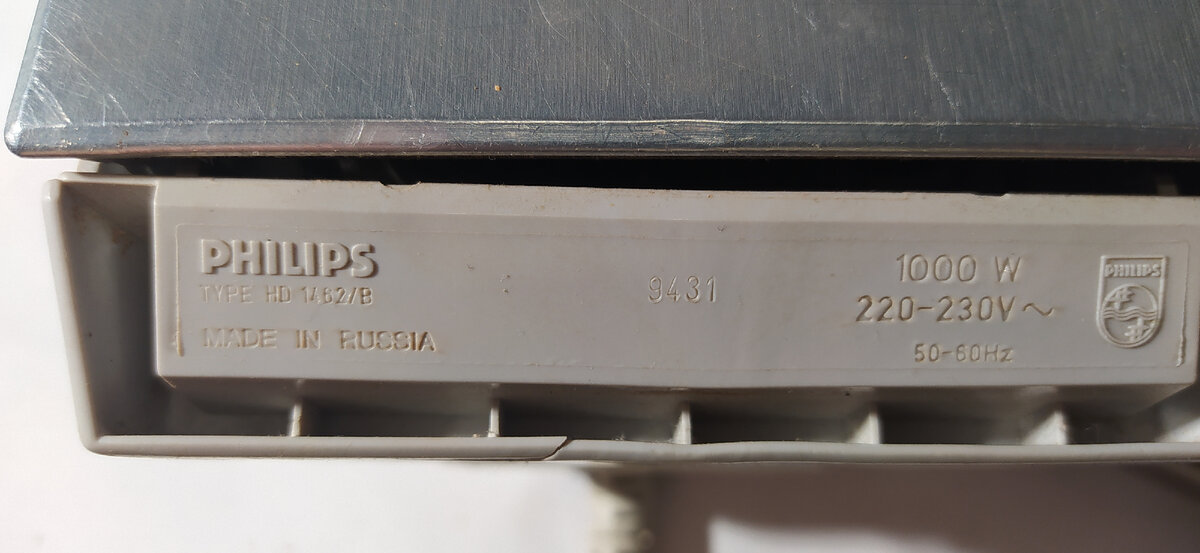 PHILIPS
TYPE HD 1462/B
MADE IN RUSSIA
9431
1000 W
220-230V ~
50-60Hz
PHILIPS